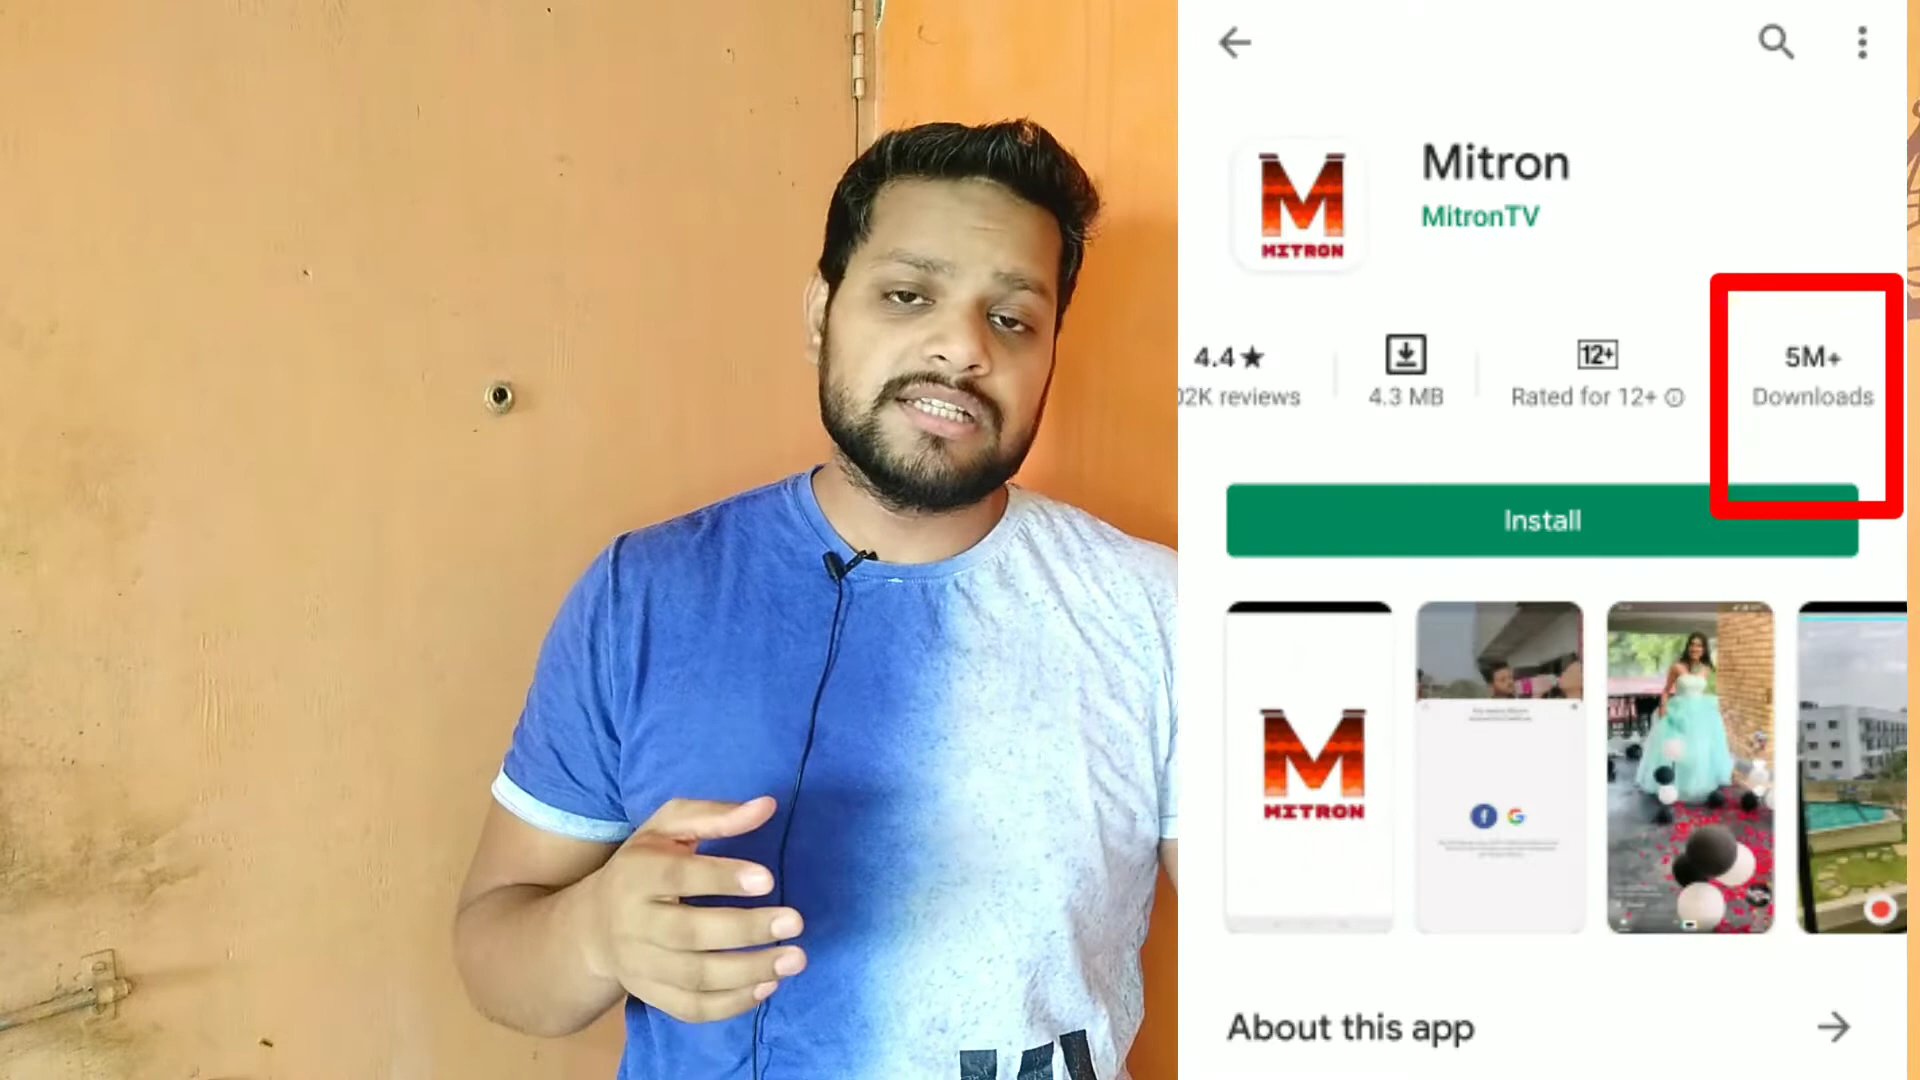 Mitron
MitronTV
MITRON
4.4★
02K reviews
4.3 MB
12+
Rated for 12+
5M+
Downloads
Install
MITRON
About this app